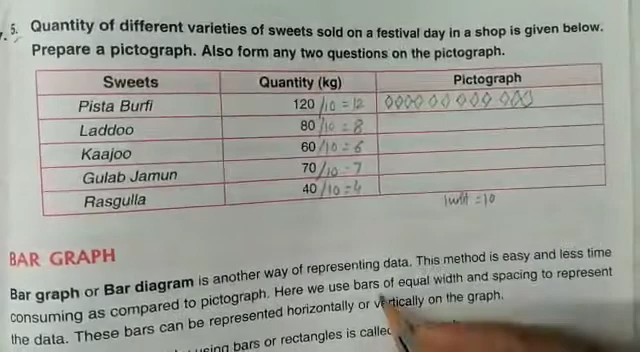 5. Quantity of different varieties of sweets sold on a festival day in a shop is given below.
Prepare a pictograph. Also form any two questions on the pictograph.
Sweets Quantity (kg) Pictograph
Pista Burfi 120 /10 = 12
Laddoo 80 /10 = 8
Kaajoo 60 /10 = 6
Gulab Jamun 70 /10 = 7
Rasgulla 40 /10 = 4
= 10
BAR GRAPH
Bar graph or Bar diagram is another way of representing data. This method is easy and less time
consuming as compared to pictograph. Here we use bars of equal width and spacing to represent
the data. These bars can be represented horizontally or vertically on the graph.
using bars or rectangles is called